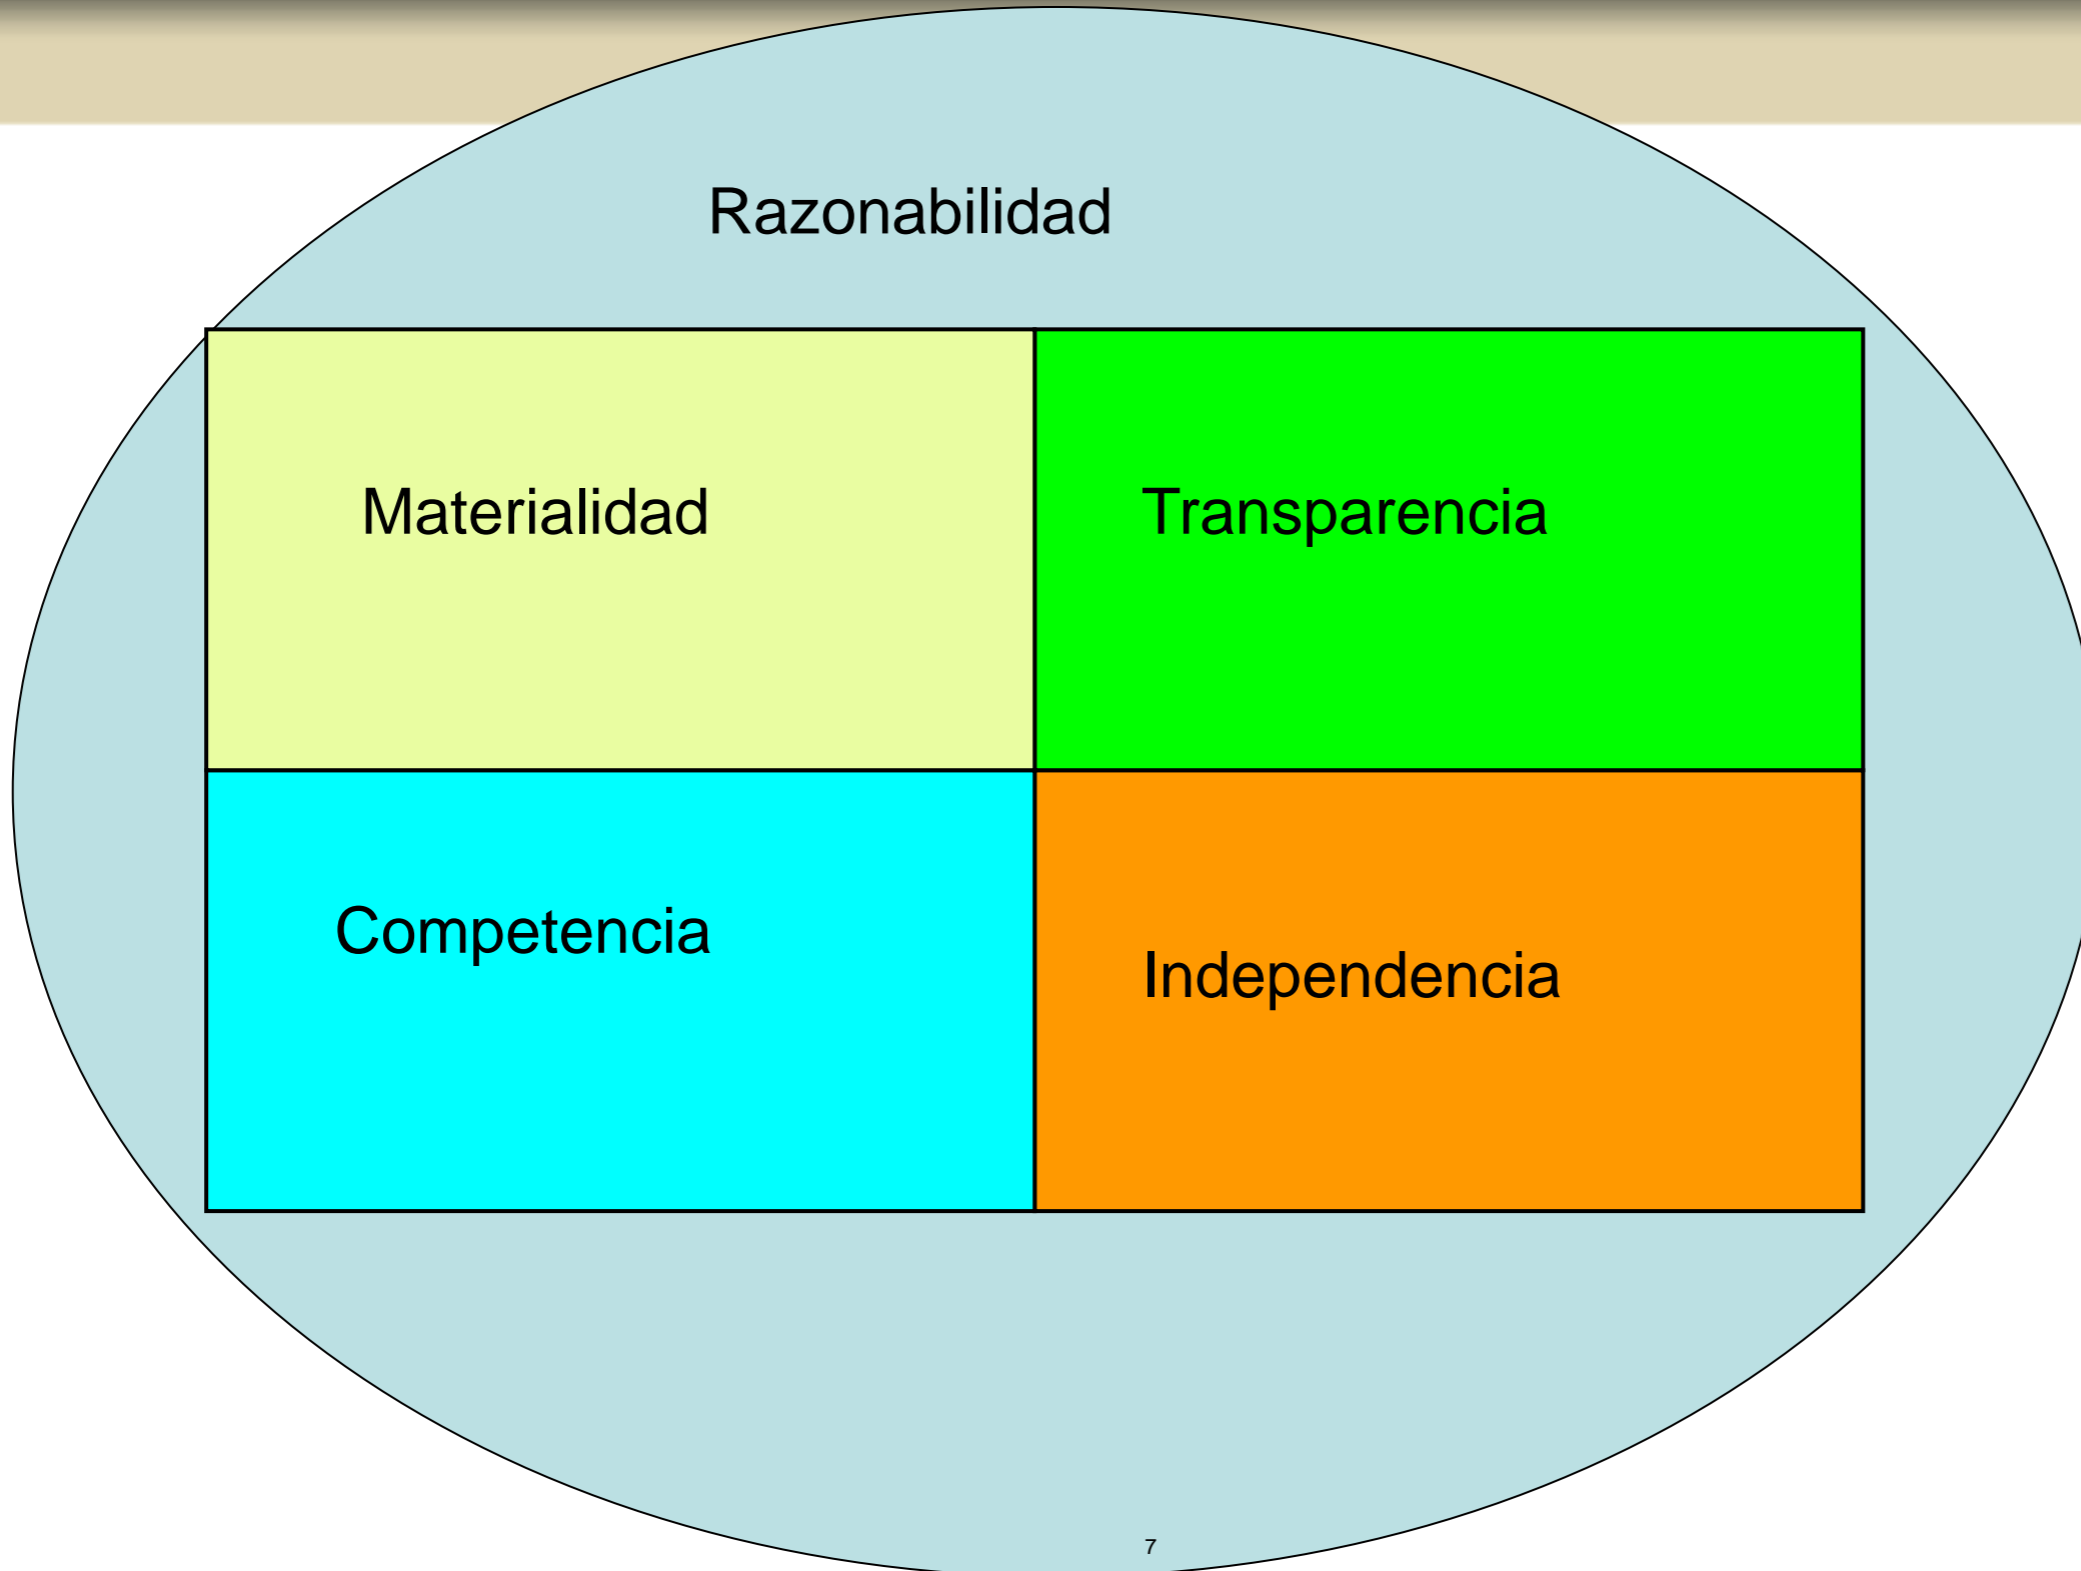 Razonabilidad
Materialidad
Transparencia
Competencia
Independencia
7